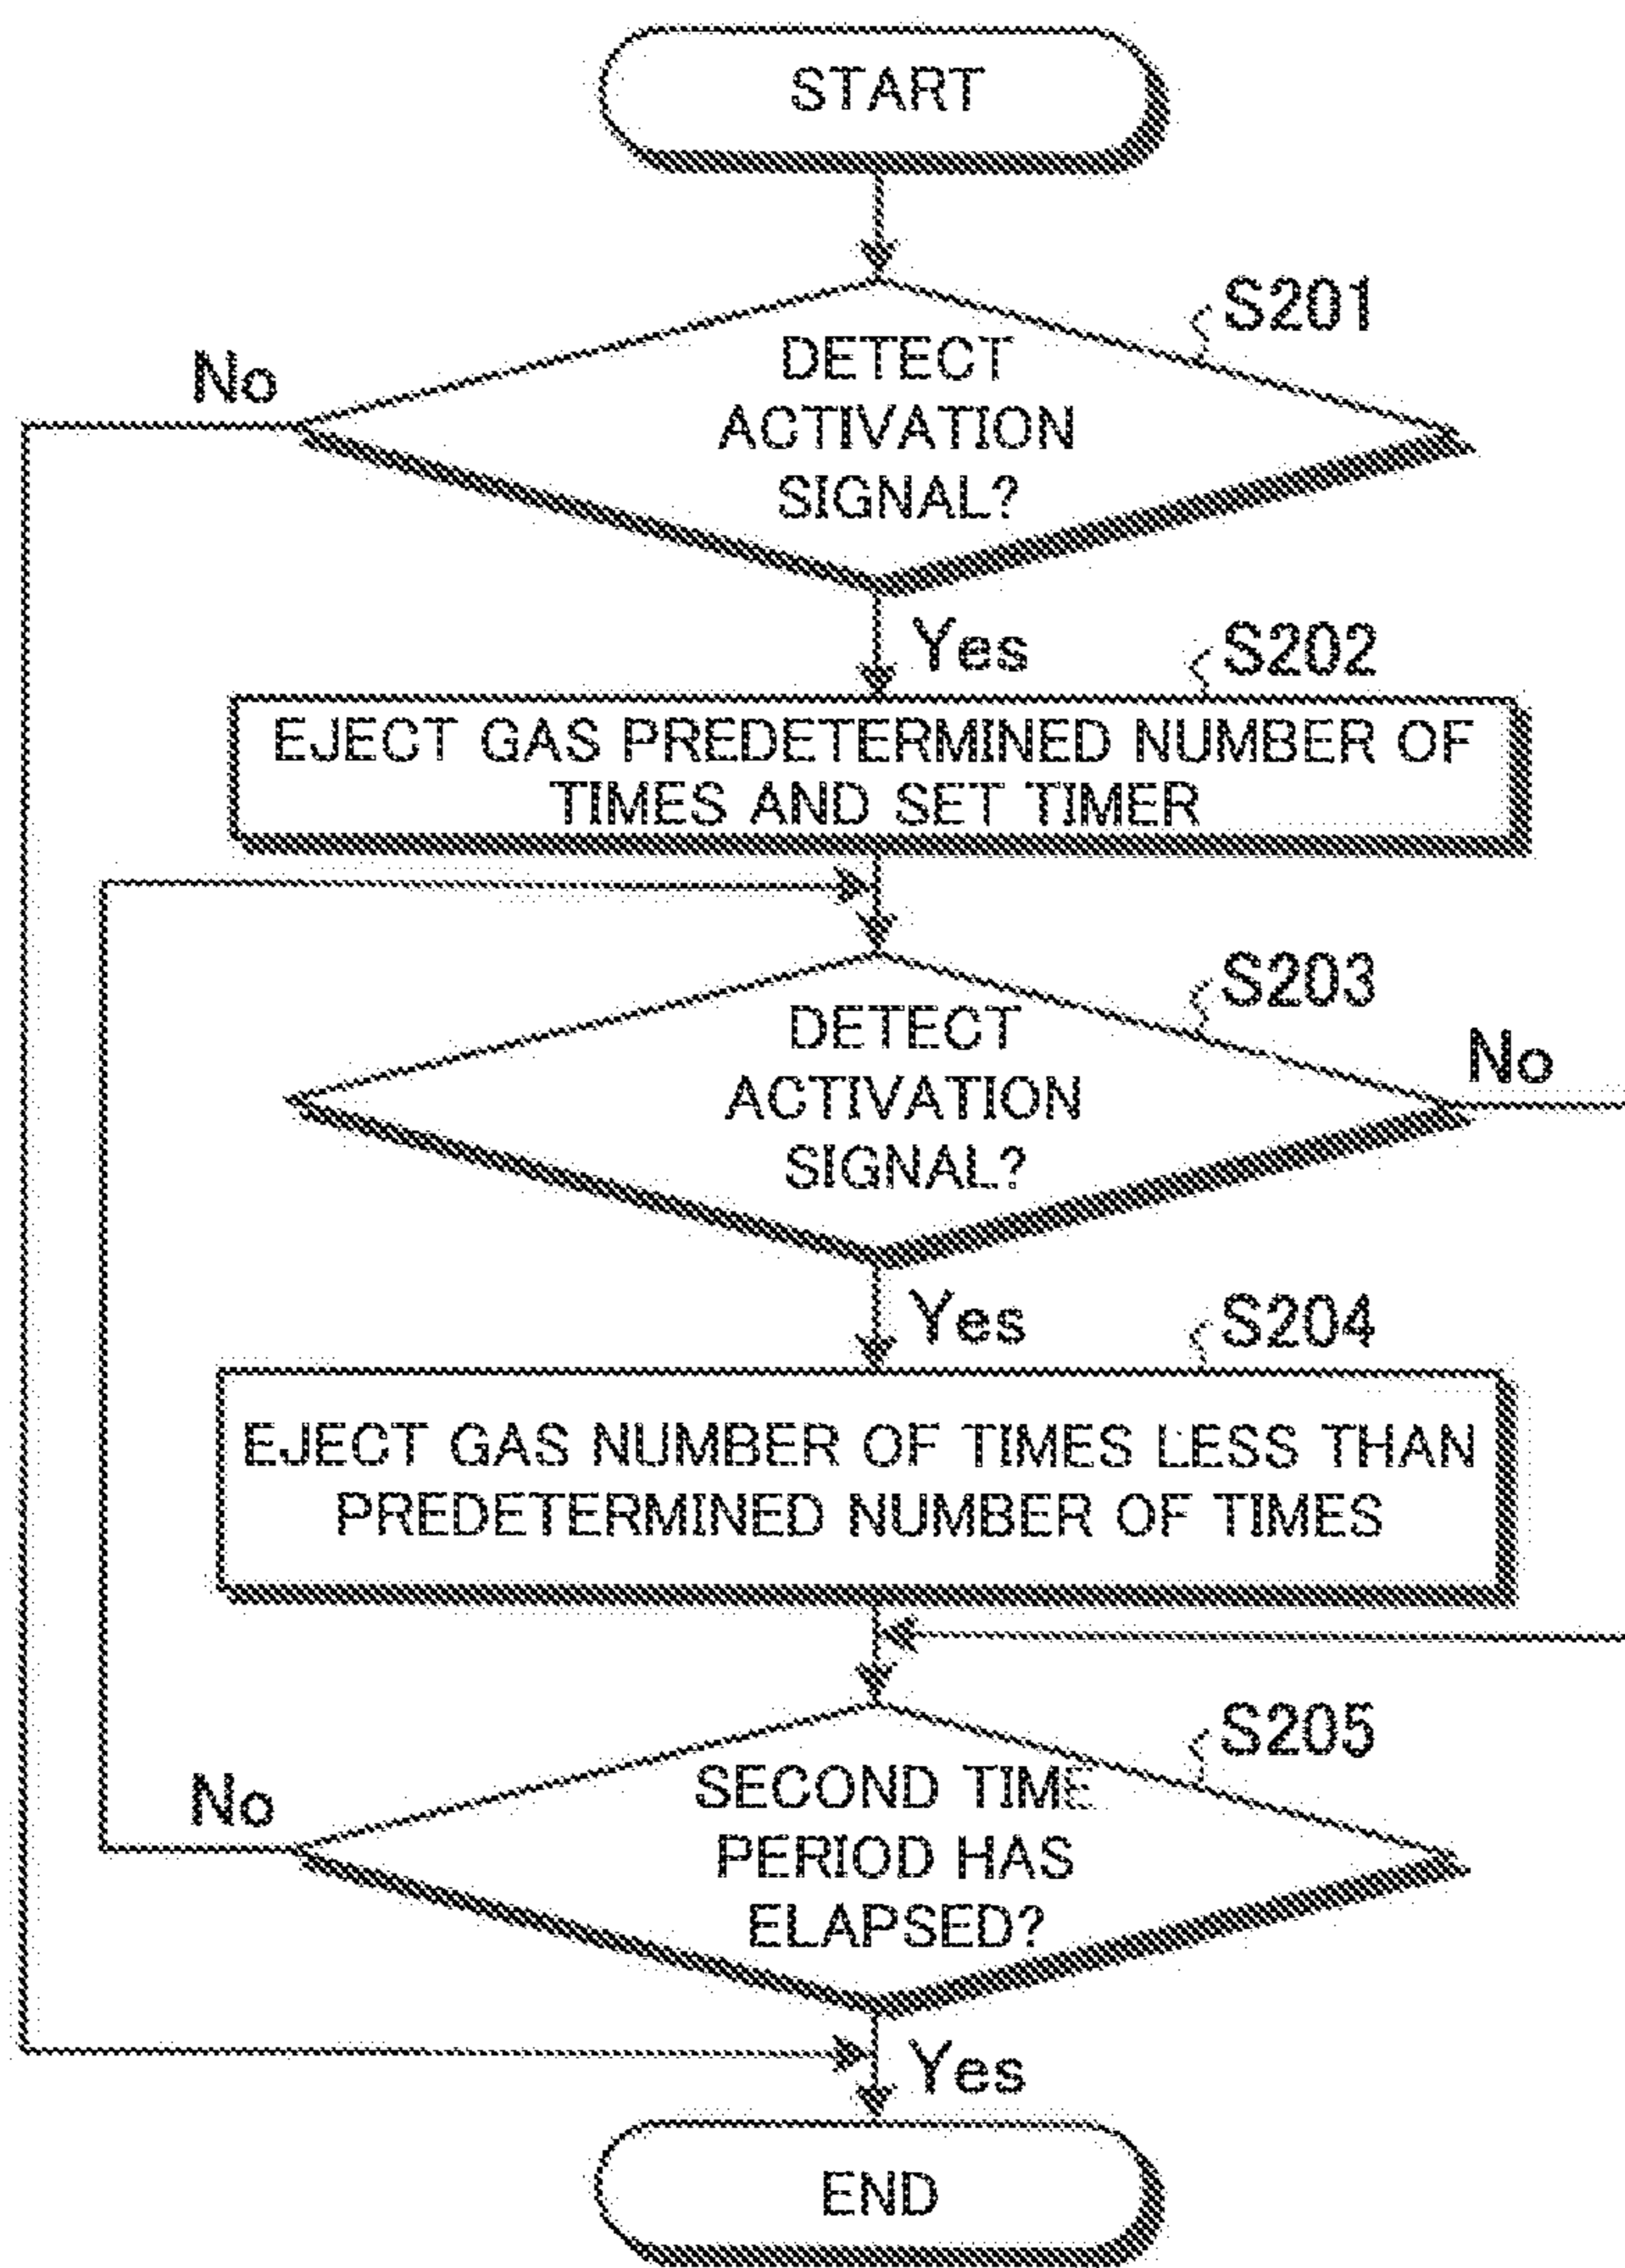 START
S201
No
DETECT
ACTIVATION
SIGNAL?
Yes
S202
EJECT GAS PREDETERMINED NUMBER OF
TIMES AND SET TIMER
S203
DETECT
No
ACTIVATION
SIGNAL?
Yes
S204
EJECT GAS NUMBER OF TIMES LESS THAN
PREDETERMINED NUMBER OF TIMES
S205
SECOND TIME
No
PERIOD HAS
ELAPSED?
Yes
END